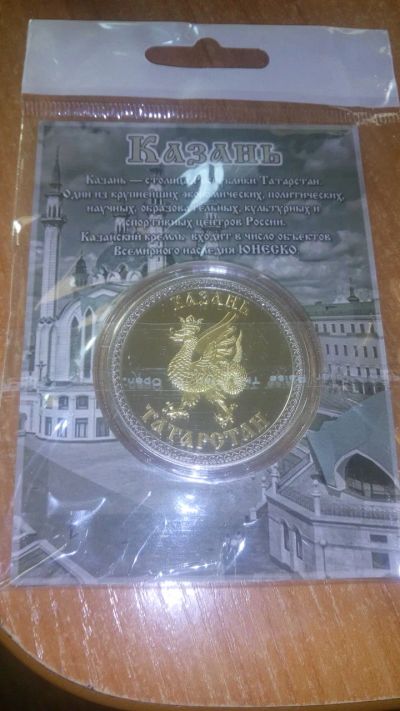 Казань
Казань — столица Республики Татарстан.
Один из крупнейших экономических, политических,
научных, образовательных, культурных и
спортивных центров России.
Казанский кремль входит в число объектов
Всемирного наследия ЮНЕСКО.
КАЗАНЬ
ТАТАРСТАН